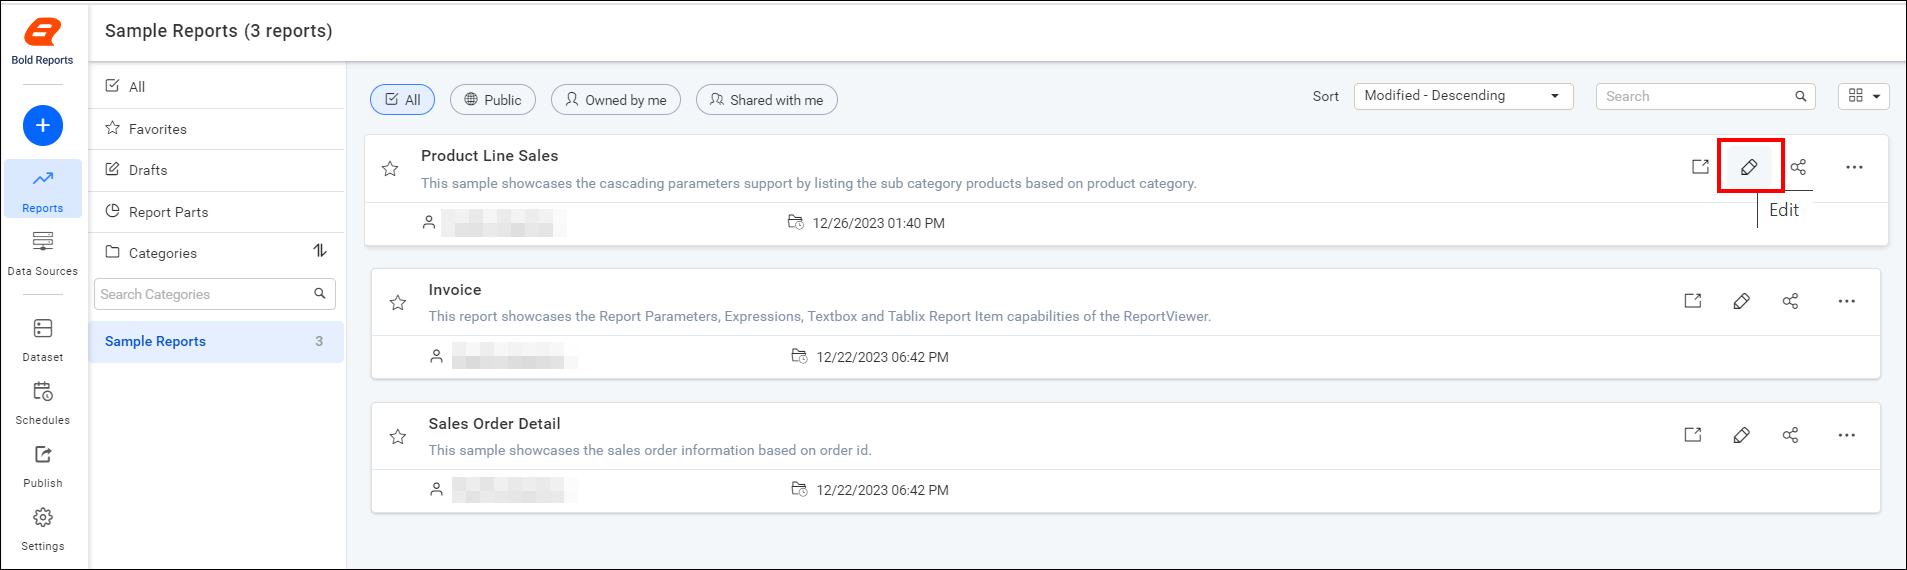 Bold Reports
Reports
Data Sources
Dataset
Schedules
Publish
Settings
Sample Reports (3 reports)
All
Favorites
Drafts
Report Parts
Categories
Search Categories
Sample Reports 3
All Public Owned by me Shared with me Sort Modified - Descending Search
Product Line Sales
This sample showcases the cascading parameters support by listing the sub category products based on product category.
12/26/2023 01:40 PM
Edit
Invoice
This report showcases the Report Parameters, Expressions, Textbox and Tablix Report Item capabilities of the ReportViewer.
12/22/2023 06:42 PM
Sales Order Detail
This sample showcases the sales order information based on order id.
12/22/2023 06:42 PM